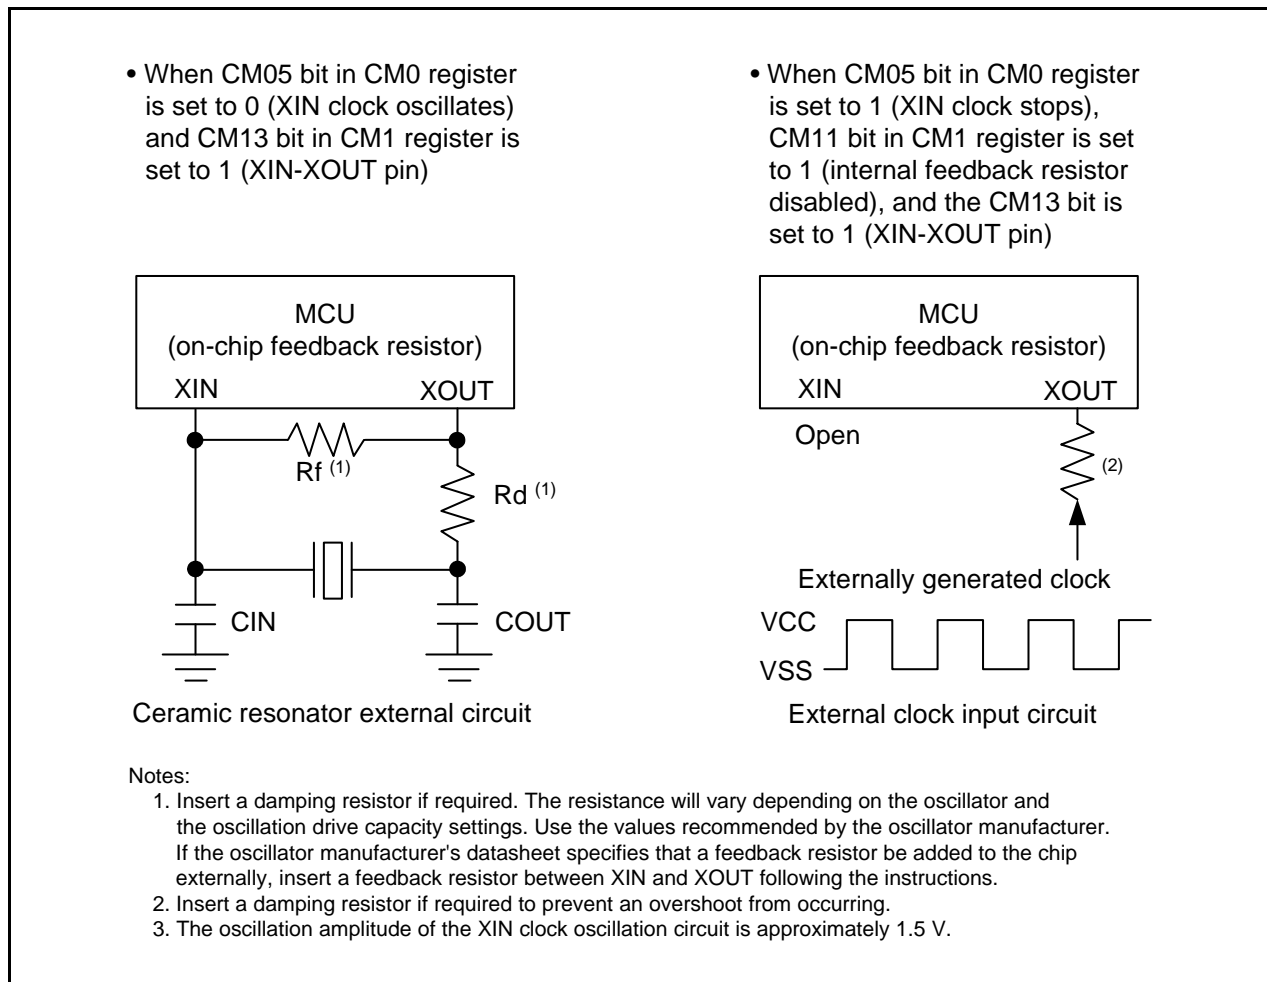 • When CM05 bit in CM0 register
is set to 0 (XIN clock oscillates)
and CM13 bit in CM1 register is
set to 1 (XIN-XOUT pin)
MCU
(on-chip feedback resistor)
XIN
XOUT
Rf (1)
Rd (1)
CIN
COUT
Ceramic resonator external circuit
• When CM05 bit in CM0 register
is set to 1 (XIN clock stops),
CM11 bit in CM1 register is set
to 1 (internal feedback resistor
disabled), and the CM13 bit is
set to 1 (XIN-XOUT pin)
MCU
(on-chip feedback resistor)
XIN
XOUT
Open
(2)
Externally generated clock
VCC
VSS
External clock input circuit
Notes:
1. Insert a damping resistor if required. The resistance will vary depending on the oscillator and
the oscillation drive capacity settings. Use the values recommended by the oscillator manufacturer.
If the oscillator manufacturer's datasheet specifies that a feedback resistor be added to the chip
externally, insert a feedback resistor between XIN and XOUT following the instructions.
2. Insert a damping resistor if required to prevent an overshoot from occurring.
3. The oscillation amplitude of the XIN clock oscillation circuit is approximately 1.5 V.